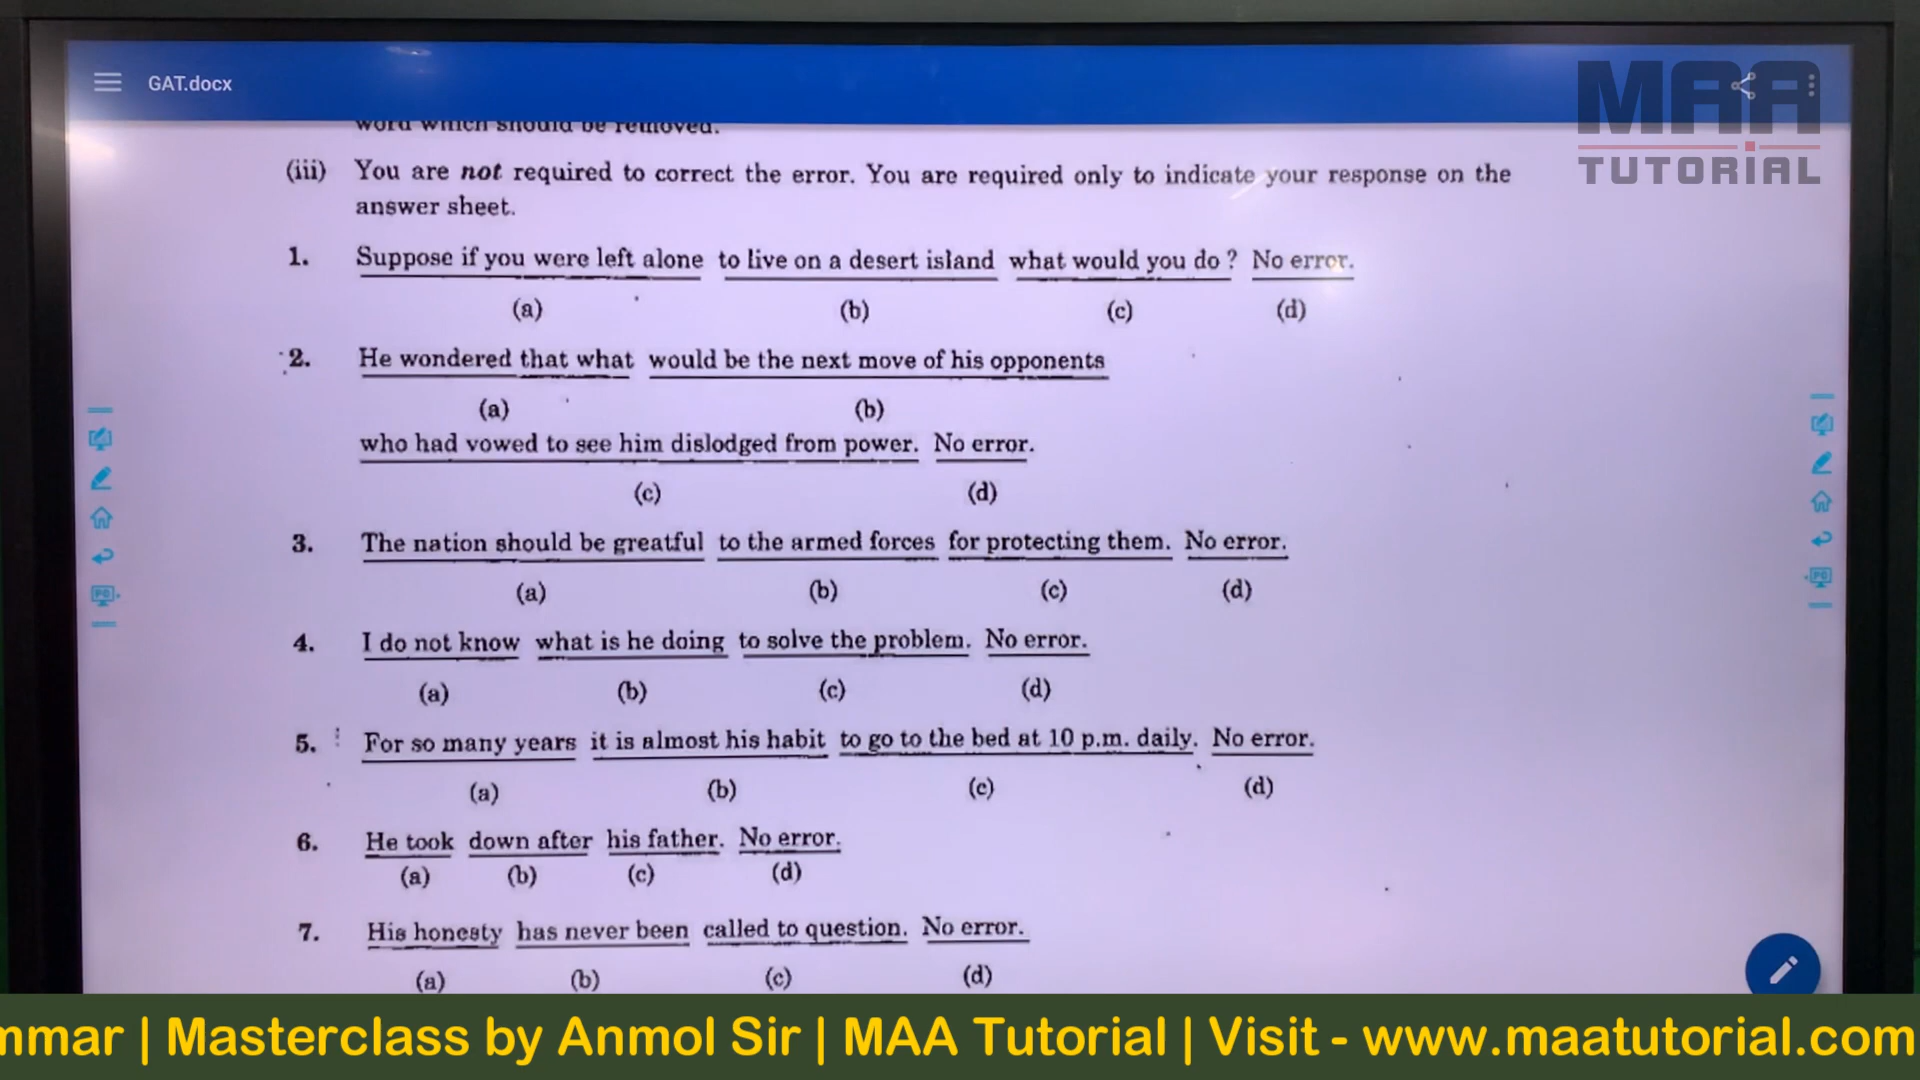 GAT.docx
MAA
TUTORIAL
word which should be removed.
(iii) You are not required to correct the error. You are required only to indicate your response on the
answer sheet.
1. Suppose if you were left alone to live on a desert island what would you do ? No error.
(a) (b) (c) (d)
2. He wondered that what would be the next move of his opponents
(a) (b)
who had vowed to see him dislodged from power. No error.
(c) (d)
3. The nation should be greatful to the armed forces for protecting them. No error.
(a) (b) (c) (d)
4. I do not know what is he doing to solve the problem. No error.
(a) (b) (c) (d)
5. For so many years it is almost his habit to go to the bed at 10 p.m. daily. No error.
(a) (b) (c) (d)
6. He took down after his father. No error.
(a) (b) (c) (d)
7. His honesty has never been called to question. No error.
(a) (b) (c) (d)
mmar | Masterclass by Anmol Sir | MAA Tutorial | Visit - www.maatutorial.com